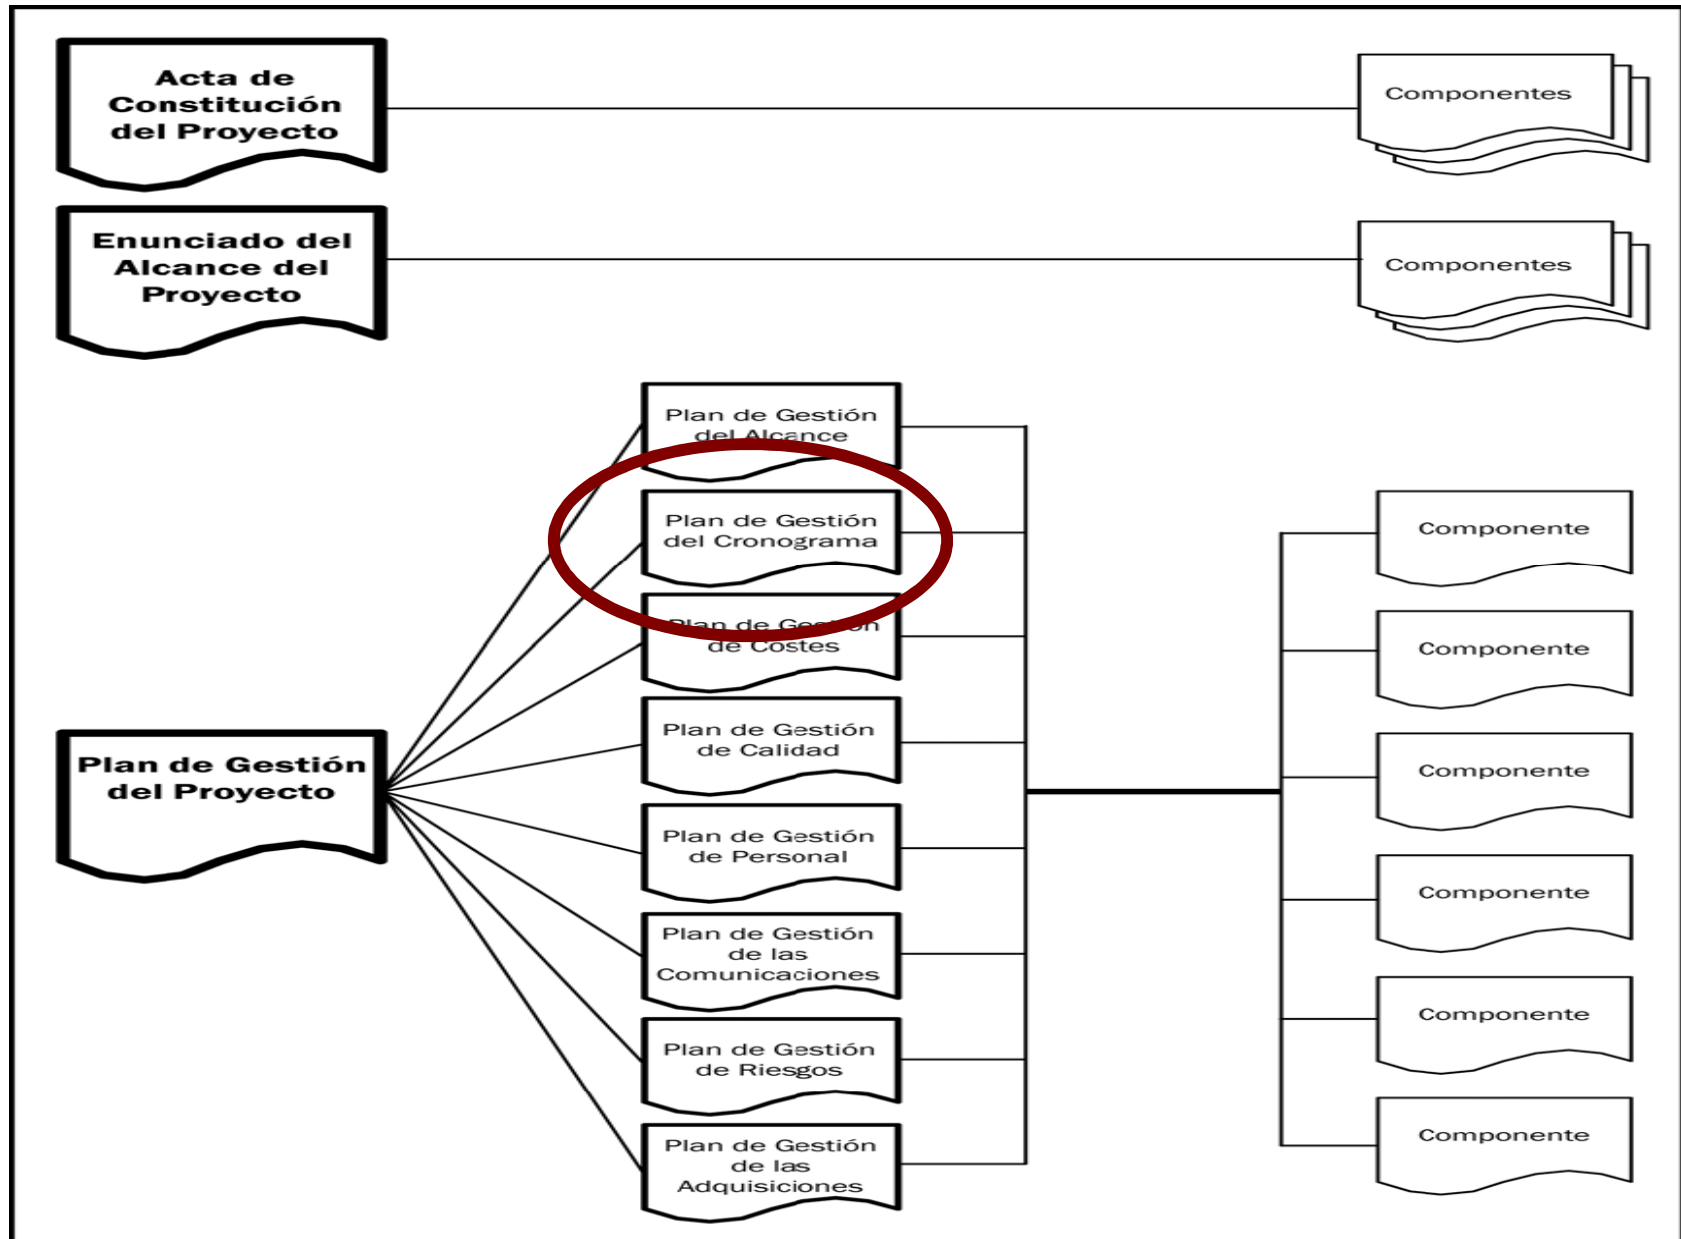 Acta de
Constitución
del Proyecto
Componentes
Enunciado del
Alcance del
Proyecto
Componentes
Plan de Gestión
del Proyecto
Plan de Gestión
del Alcance
Plan de Gestión
del Cronograma
Plan de Gestión
de Costes
Plan de Gestión
de Calidad
Plan de Gestión
de Personal
Plan de Gestión
de las
Comunicaciones
Plan de Gestión
de Riesgos
Plan de Gestión
de las
Adquisiciones
Componente
Componente
Componente
Componente
Componente
Componente